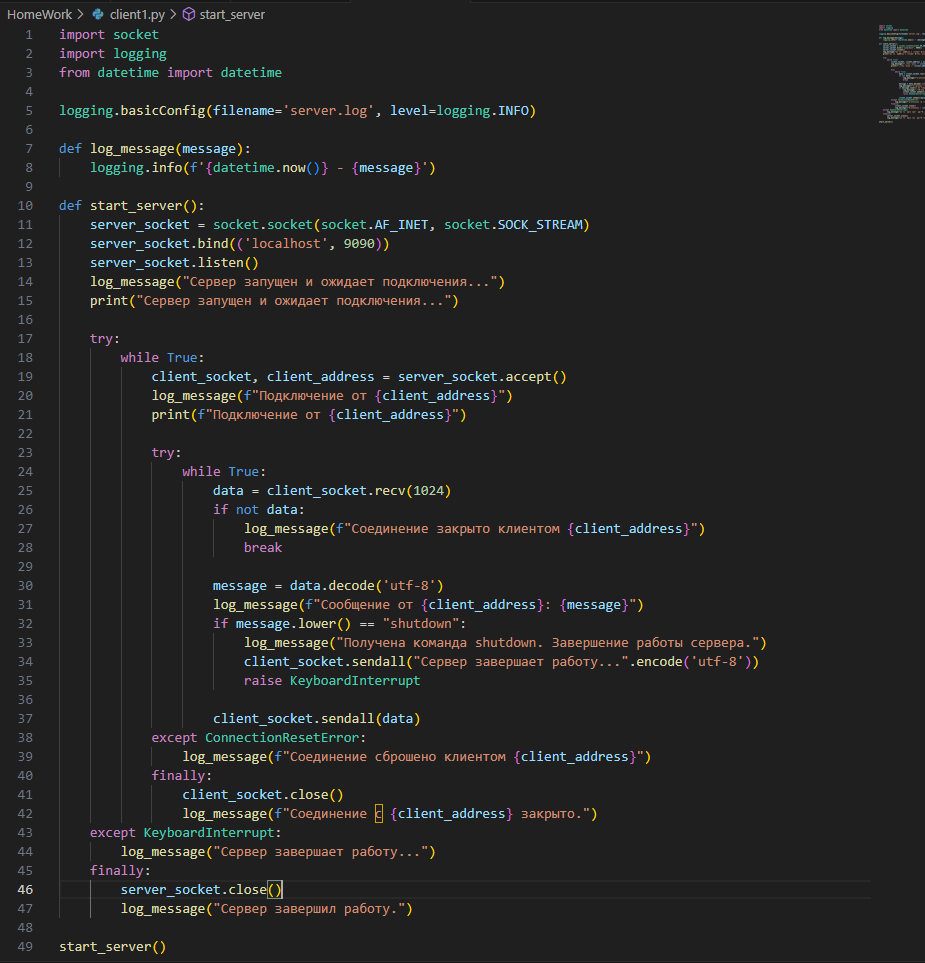 HomeWork > client1.py > start_server
1 import socket
2 import logging
3 from datetime import datetime
4
5 logging.basicConfig(filename='server.log', level=logging.INFO)
6
7 def log_message(message):
8     logging.info(f'{datetime.now()} - {message}')
9
10 def start_server():
11     server_socket = socket.socket(socket.AF_INET, socket.SOCK_STREAM)
12     server_socket.bind(('localhost', 9090))
13     server_socket.listen()
14     log_message("Сервер запущен и ожидает подключения...")
15     print("Сервер запущен и ожидает подключения...")
16
17     try:
18         while True:
19             client_socket, client_address = server_socket.accept()
20             log_message(f"Подключение от {client_address}")
21             print(f"Подключение от {client_address}")
22
23             try:
24                 while True:
25                     data = client_socket.recv(1024)
26                     if not data:
27                         log_message(f"Соединение закрыто клиентом {client_address}")
28                         break
29
30                     message = data.decode('utf-8')
31                     log_message(f"Сообщение от {client_address}: {message}")
32                     if message.lower() == "shutdown":
33                         log_message("Получена команда shutdown. Завершение работы сервера.")
34                         client_socket.sendall("Сервер завершает работу...".encode('utf-8'))
35                         raise KeyboardInterrupt
36
37                     client_socket.sendall(data)
38             except ConnectionResetError:
39                 log_message(f"Соединение сброшено клиентом {client_address}")
40             finally:
41                 client_socket.close()
42                 log_message(f"Соединение с {client_address} закрыто.")
43     except KeyboardInterrupt:
44         log_message("Сервер завершает работу...")
45     finally:
46         server_socket.close()
47         log_message("Сервер завершил работу.")
48
49 start_server()